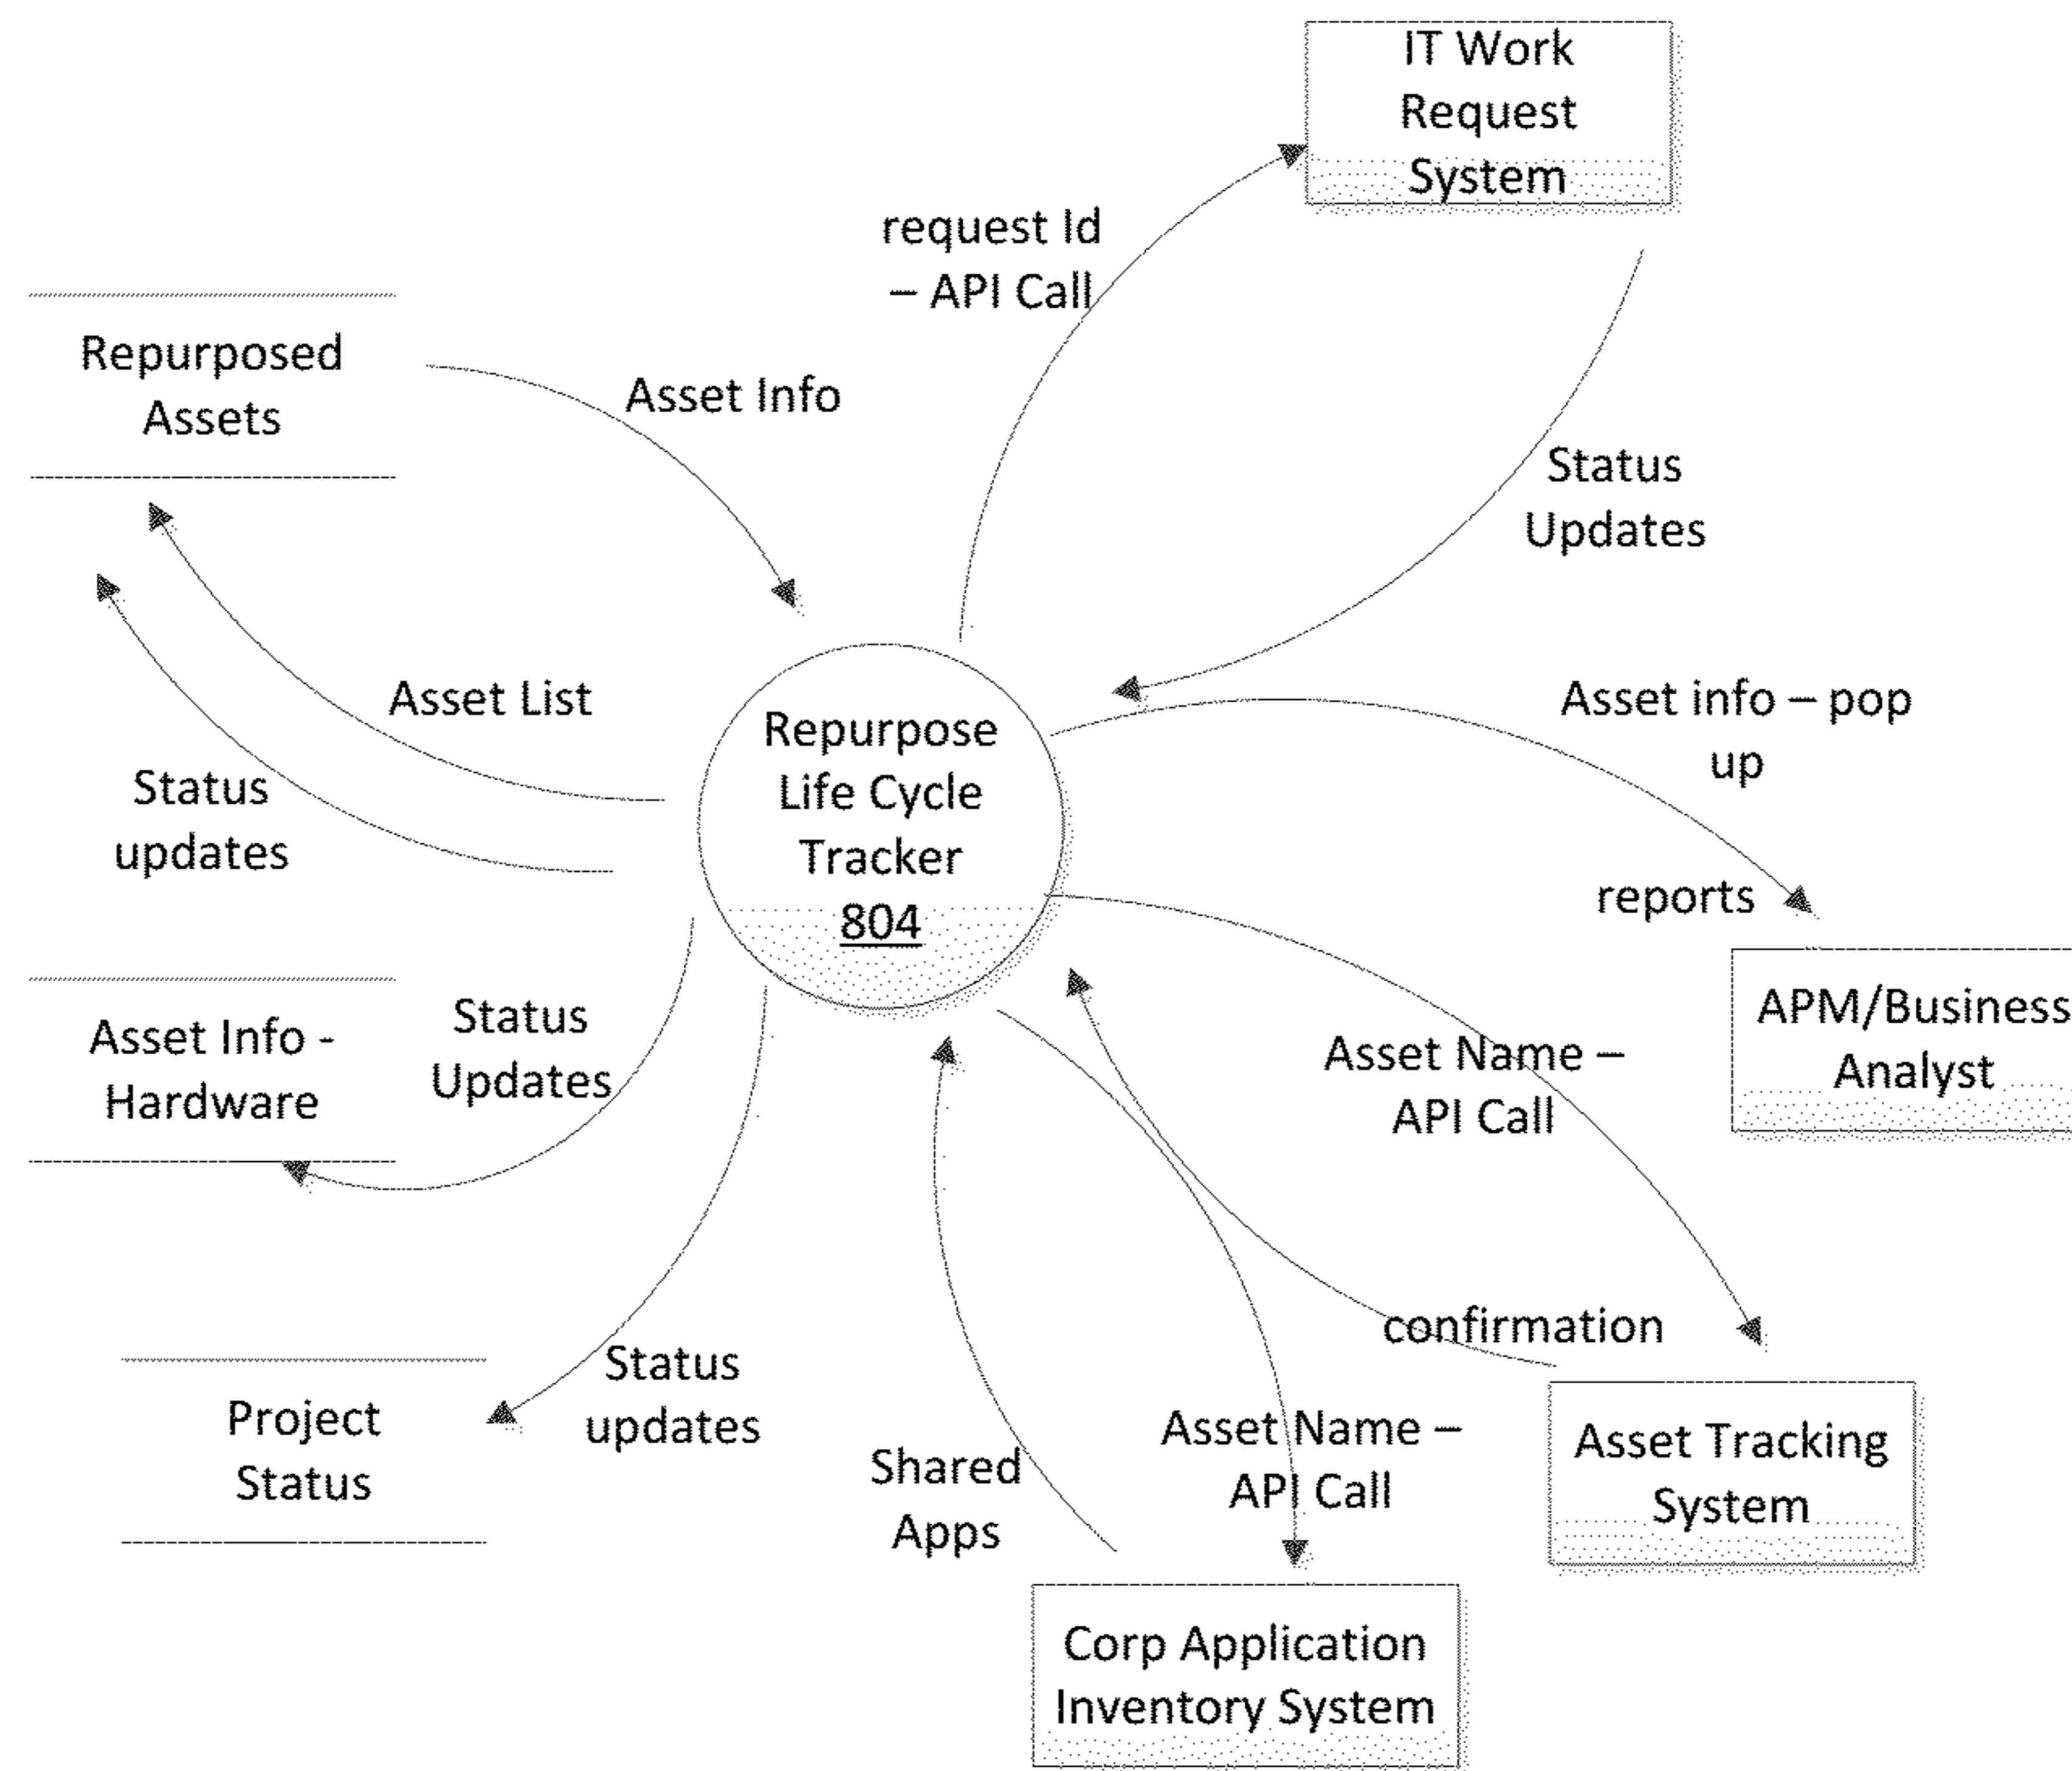 IT Work
Request
System
request Id
– API Call
Repurposed
Assets
Asset Info
Status
Updates
Asset List
Repurpose
Life Cycle
Tracker
804
Asset info – pop
up
Status
updates
reports
Asset Info -
Hardware
Status
Updates
APM/Business
Analyst
Asset Name –
API Call
confirmation
Project
Status
Status
updates
Shared
Apps
Asset Name –
API Call
Asset Tracking
System
Corp Application
Inventory System